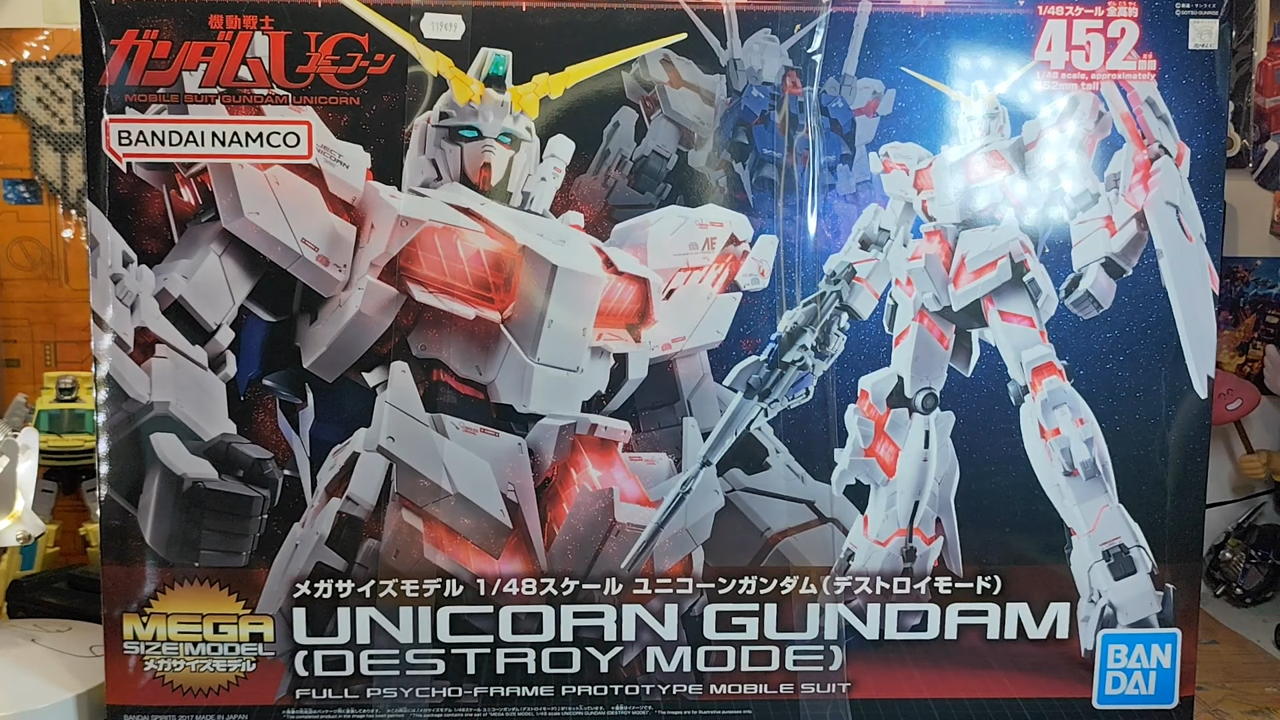 機動戦士
ガンダムUC
ユニコーン
MOBILE SUIT GUNDAM UNICORN
BANDAI NAMCO
1/48スケール 全高約
452mm
1/48 scale, approximately
452mm tall
AE
メガサイズモデル 1/48スケール ユニコーンガンダム(デストロイモード)
UNICORN GUNDAM
(DESTROY MODE)
FULL PSYCHO-FRAME PROTOTYPE MOBILE SUIT
MEGA
SIZE MODEL
メガサイズモデル
BAN
DAI
BANDAI SPIRITS 2017 MADE IN JAPAN